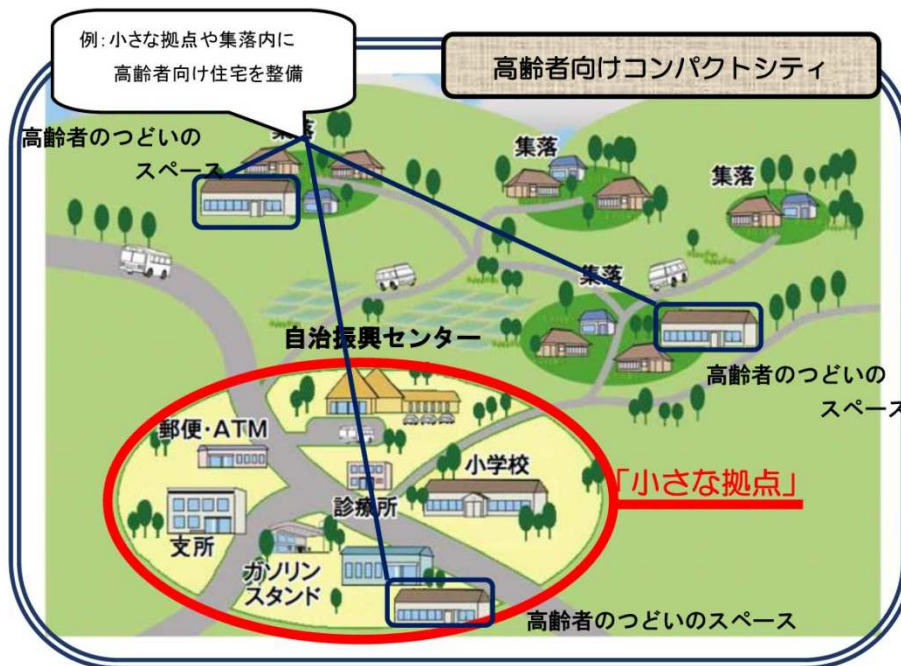 例:小さな拠点や集落内に
高齢者向け住宅を整備
高齢者向けコンパクトシティ
高齢者のつどいの
スペース
集落
集落
集落
集落
自治振興センター
高齢者のつどいの
スペース
郵便・ATM
小学校
「小さな拠点」
診療所
支所
ガソリン
スタンド
高齢者のつどいのスペース